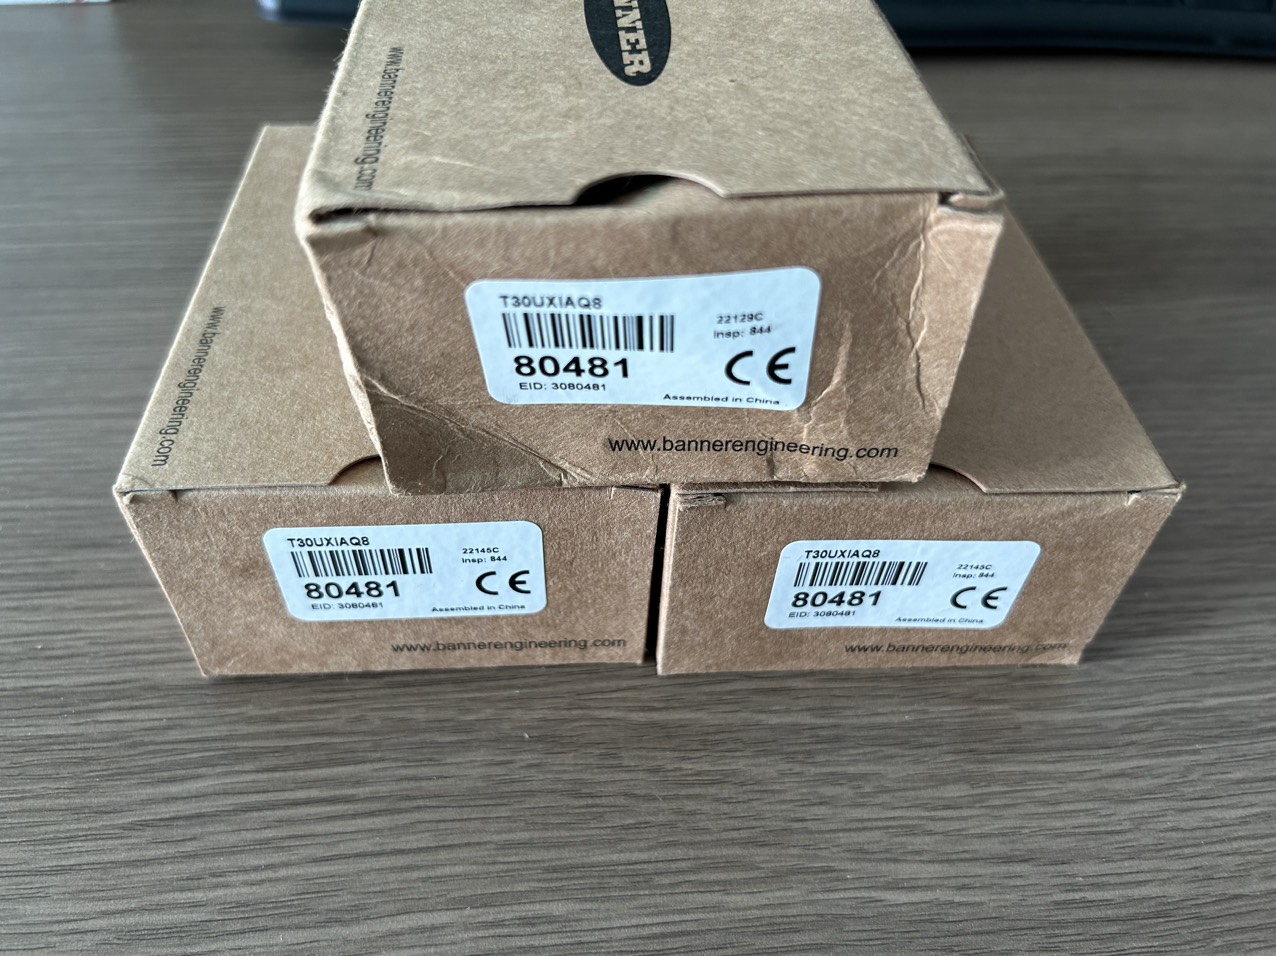 NNER
www.bannerengineering.com
T30UXIAQ8
22129C
Insp: 844
80481
CE
EID: 3080481
Assembled in China
www.bannerengineering.com
www.bannerengineering.com
T30UXIAQ8
22145C
Insp: 844
80481
CE
EID: 3080481
Assembled in China
www.bannerengineering.com
T30UXIAQ8
22145C
Insp: 844
80481
CE
EID: 3080481
Assembled in China
www.bannerengineering.com